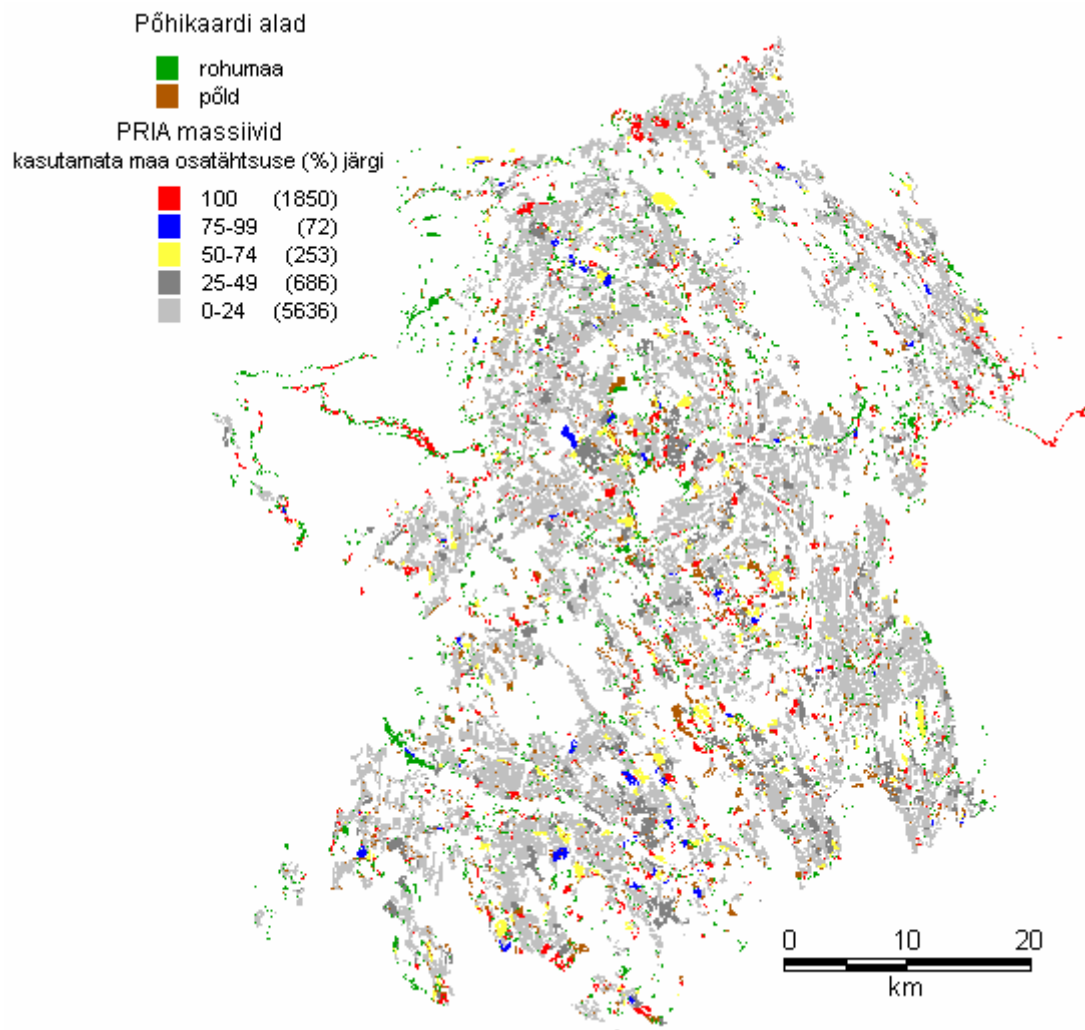 Põhikaardi alad
rohumaa
põld
PRIA massiivid
kasutamata maa osatähtsuse (%) järgi
100 (1850)
75-99 (72)
50-74 (253)
25-49 (686)
0-24 (5636)
0 10 20
km